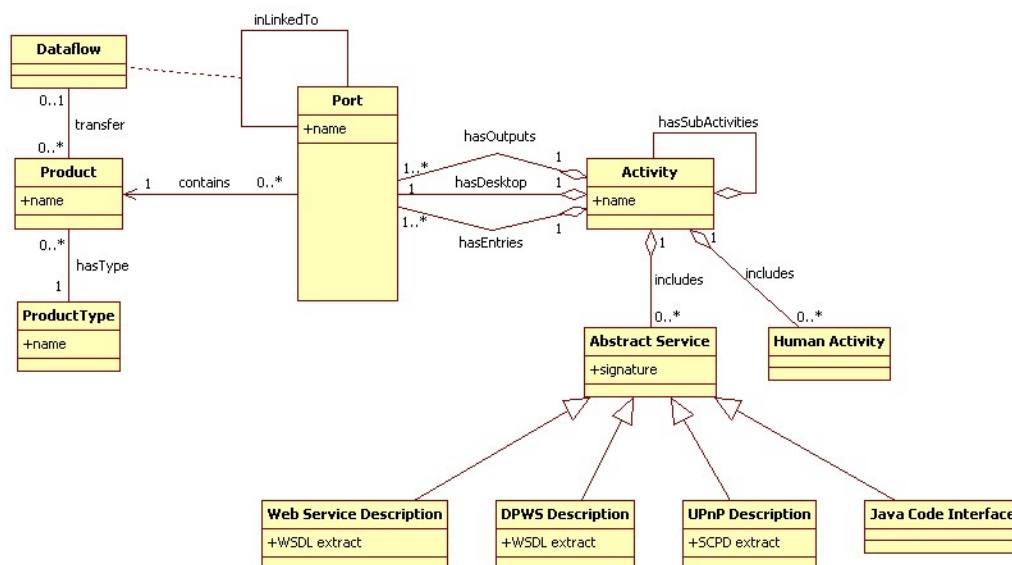 inLinkedTo
Dataflow
0..1
transfer
0..*
Product
+name
1
contains
0..*
0..*
hasType
1
ProductType
+name
Port
+name
hasOutputs
1..*
1
hasDesktop
1
1
1..*
1
hasEntries
hasSubActivities
Activity
+name
1
includes
0..*
1
includes
0..*
Abstract Service
+signature
Human Activity
Web Service Description
+WSDL extract
DPWS Description
+WSDL extract
UPnP Description
+SCPD extract
Java Code Interface